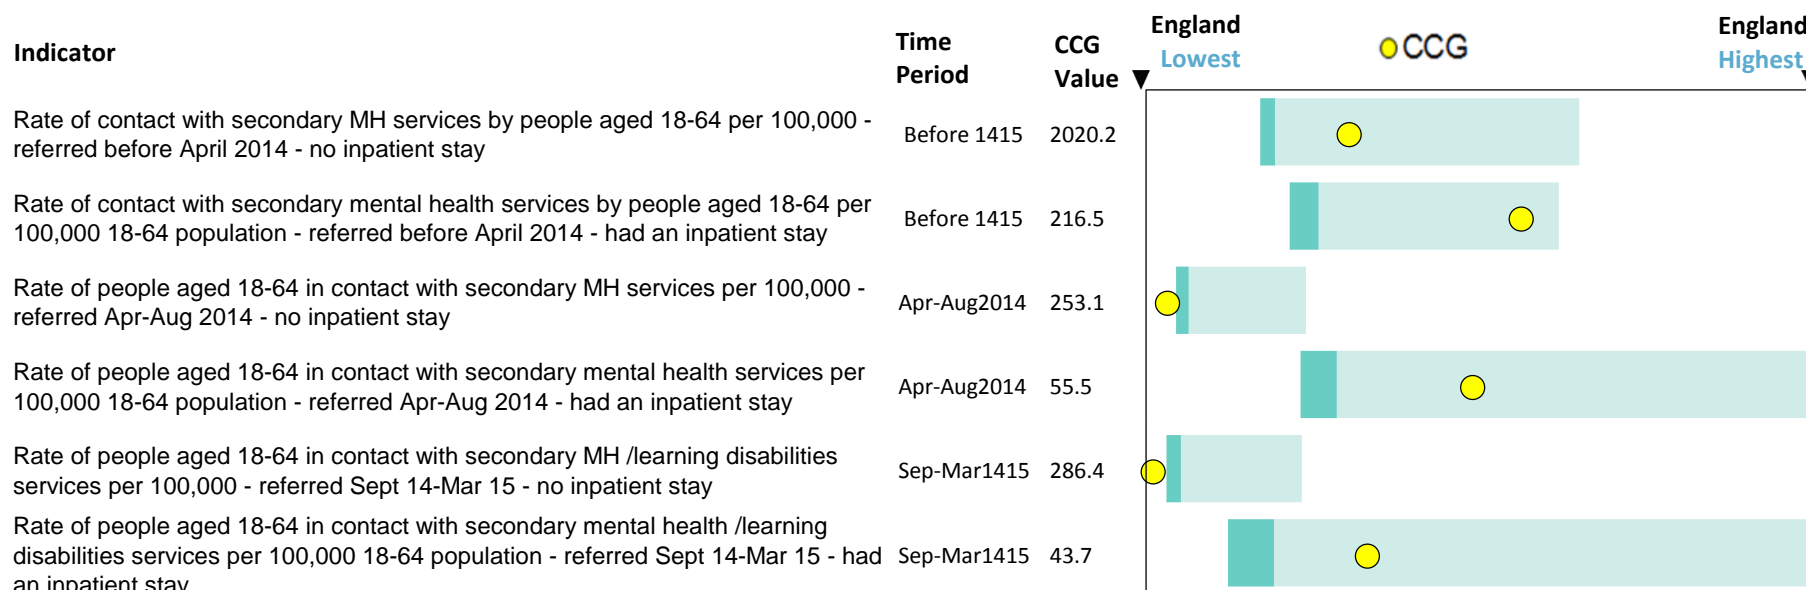 Indicator
Time Period
CCG Value
England Lowest
CCG
England Highest
Rate of contact with secondary MH services by people aged 18-64 per 100,000 -
referred before April 2014 - no inpatient stay
Before 1415 2020.2
Rate of contact with secondary mental health services by people aged 18-64 per
100,000 18-64 population - referred before April 2014 - had an inpatient stay
Before 1415 216.5
Rate of people aged 18-64 in contact with secondary MH services per 100,000 -
referred Apr-Aug 2014 - no inpatient stay
Apr-Aug2014 253.1
Rate of people aged 18-64 in contact with secondary mental health services per
100,000 18-64 population - referred Apr-Aug 2014 - had an inpatient stay
Apr-Aug2014 55.5
Rate of people aged 18-64 in contact with secondary MH /learning disabilities
services per 100,000 - referred Sept 14-Mar 15 - no inpatient stay
Sep-Mar1415 286.4
Rate of people aged 18-64 in contact with secondary mental health /learning
disabilities services per 100,000 18-64 population - referred Sept 14-Mar 15 - had
an inpatient stay
Sep-Mar1415 43.7